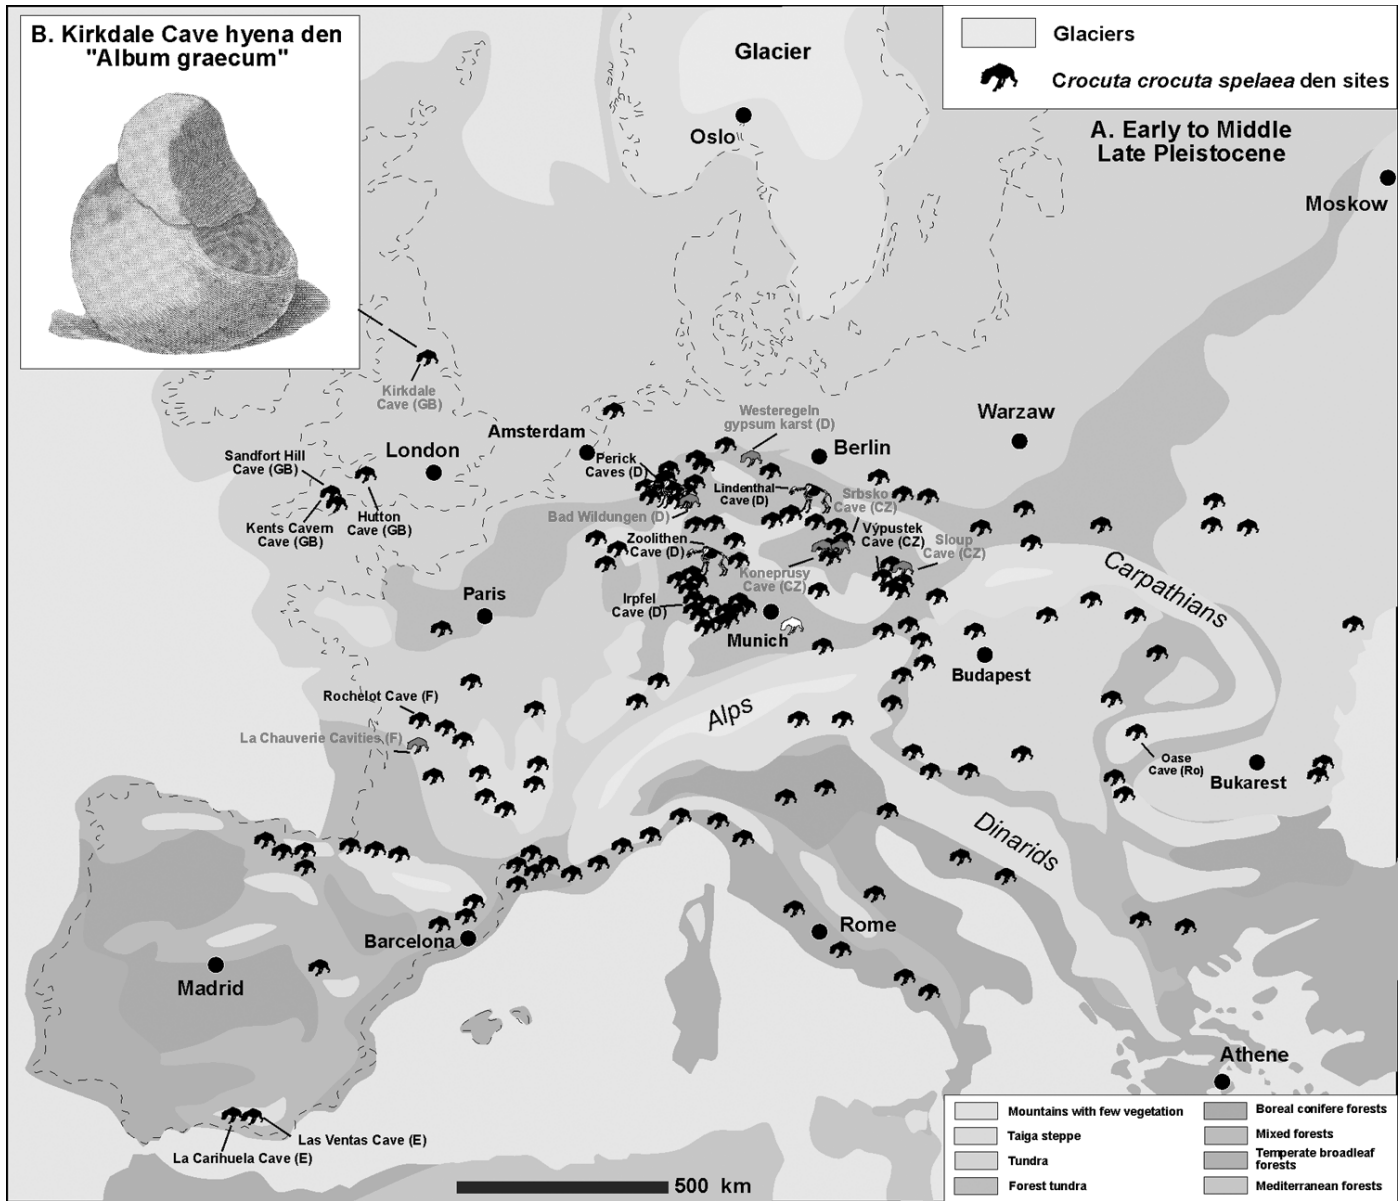 B. Kirkdale Cave hyena den
"Album graecum"
Glacier
Oslo
Glaciers
Crocuta crocuta spelaea den sites
A. Early to Middle
Late Pleistocene
Moskow
Kirkdale
Cave (GB)
Westeregeln
gypsum karst (D)
Warzaw
Amsterdam
Berlin
London
Sandfort Hill
Cave (GB)
Perick
Caves (D)
Lindenthal
Cave (D)
Srbsko
Cave (CZ)
Kents Cavern
Cave (GB)
Hutton
Cave (GB)
Bad Wildungen (D)
Výpustek
Cave (CZ)
Zoolithen
Cave (D)
Sloup
Cave (CZ)
Koneprusy
Cave (CZ)
Carpathians
Paris
Irpfel
Cave (D)
Munich
Budapest
Rochelot Cave (F)
Alps
La Chauverie Cavities (F)
Oase
Cave (Ro)
Bukarest
Dinarids
Barcelona
Rome
Madrid
Athene
Las Ventas Cave (E)
La Carihuela Cave (E)
500 km
Mountains with few vegetation
Taiga steppe
Tundra
Forest tundra
Boreal conifere forests
Mixed forests
Temperate broadleaf
forests
Mediterranean forests